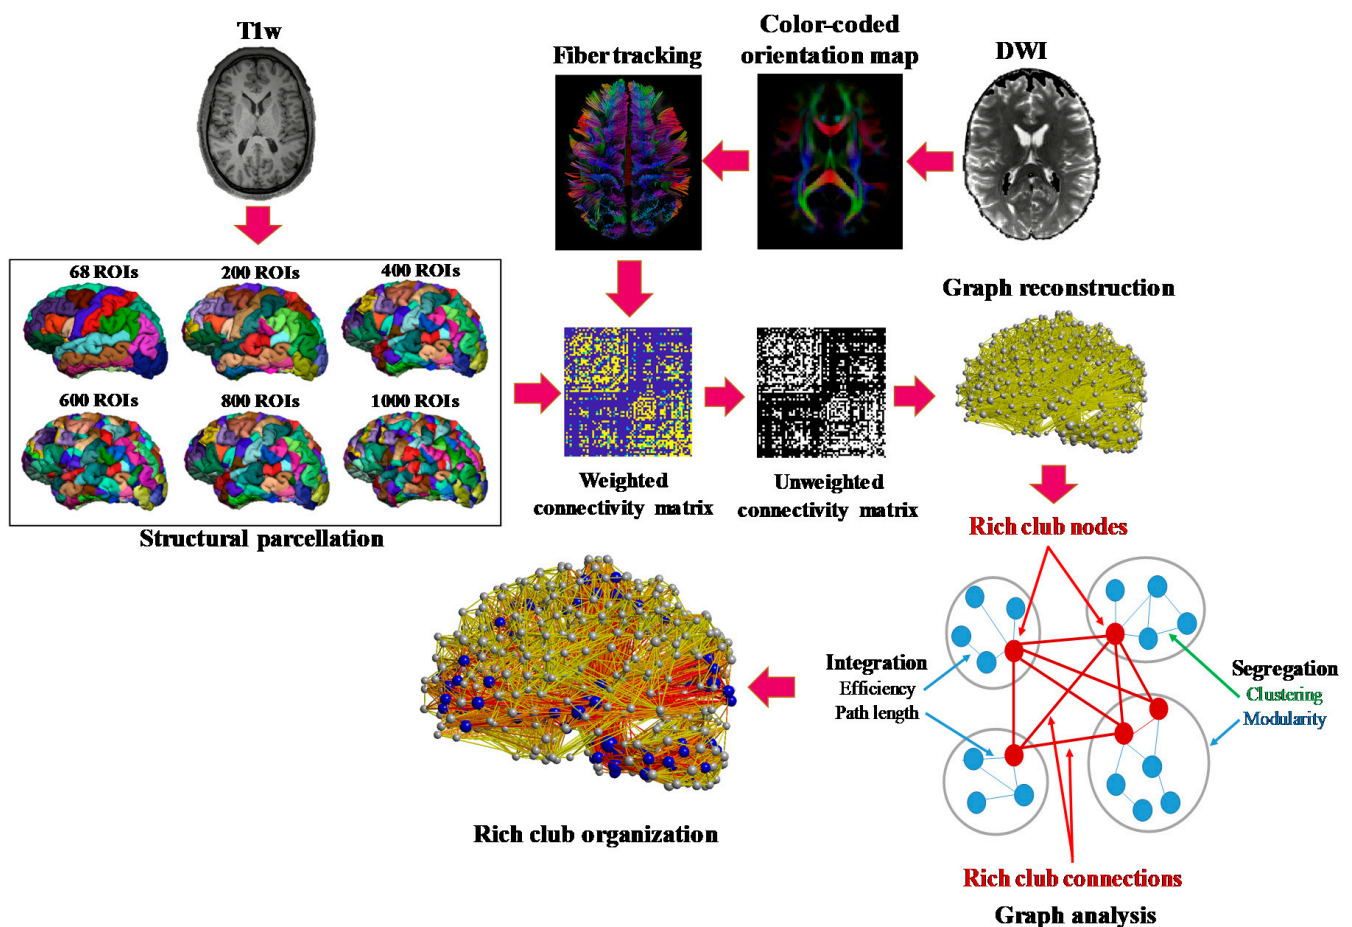 T1w
Fiber tracking
Color-coded
orientation map
DWI
68 ROIs
200 ROIs
400 ROIs
600 ROIs
800 ROIs
1000 ROIs
Structural parcellation
Weighted
connectivity matrix
Unweighted
connectivity matrix
Graph reconstruction
Rich club nodes
Integration
Efficiency
Path length
Segregation
Clustering
Modularity
Rich club connections
Graph analysis
Rich club organization